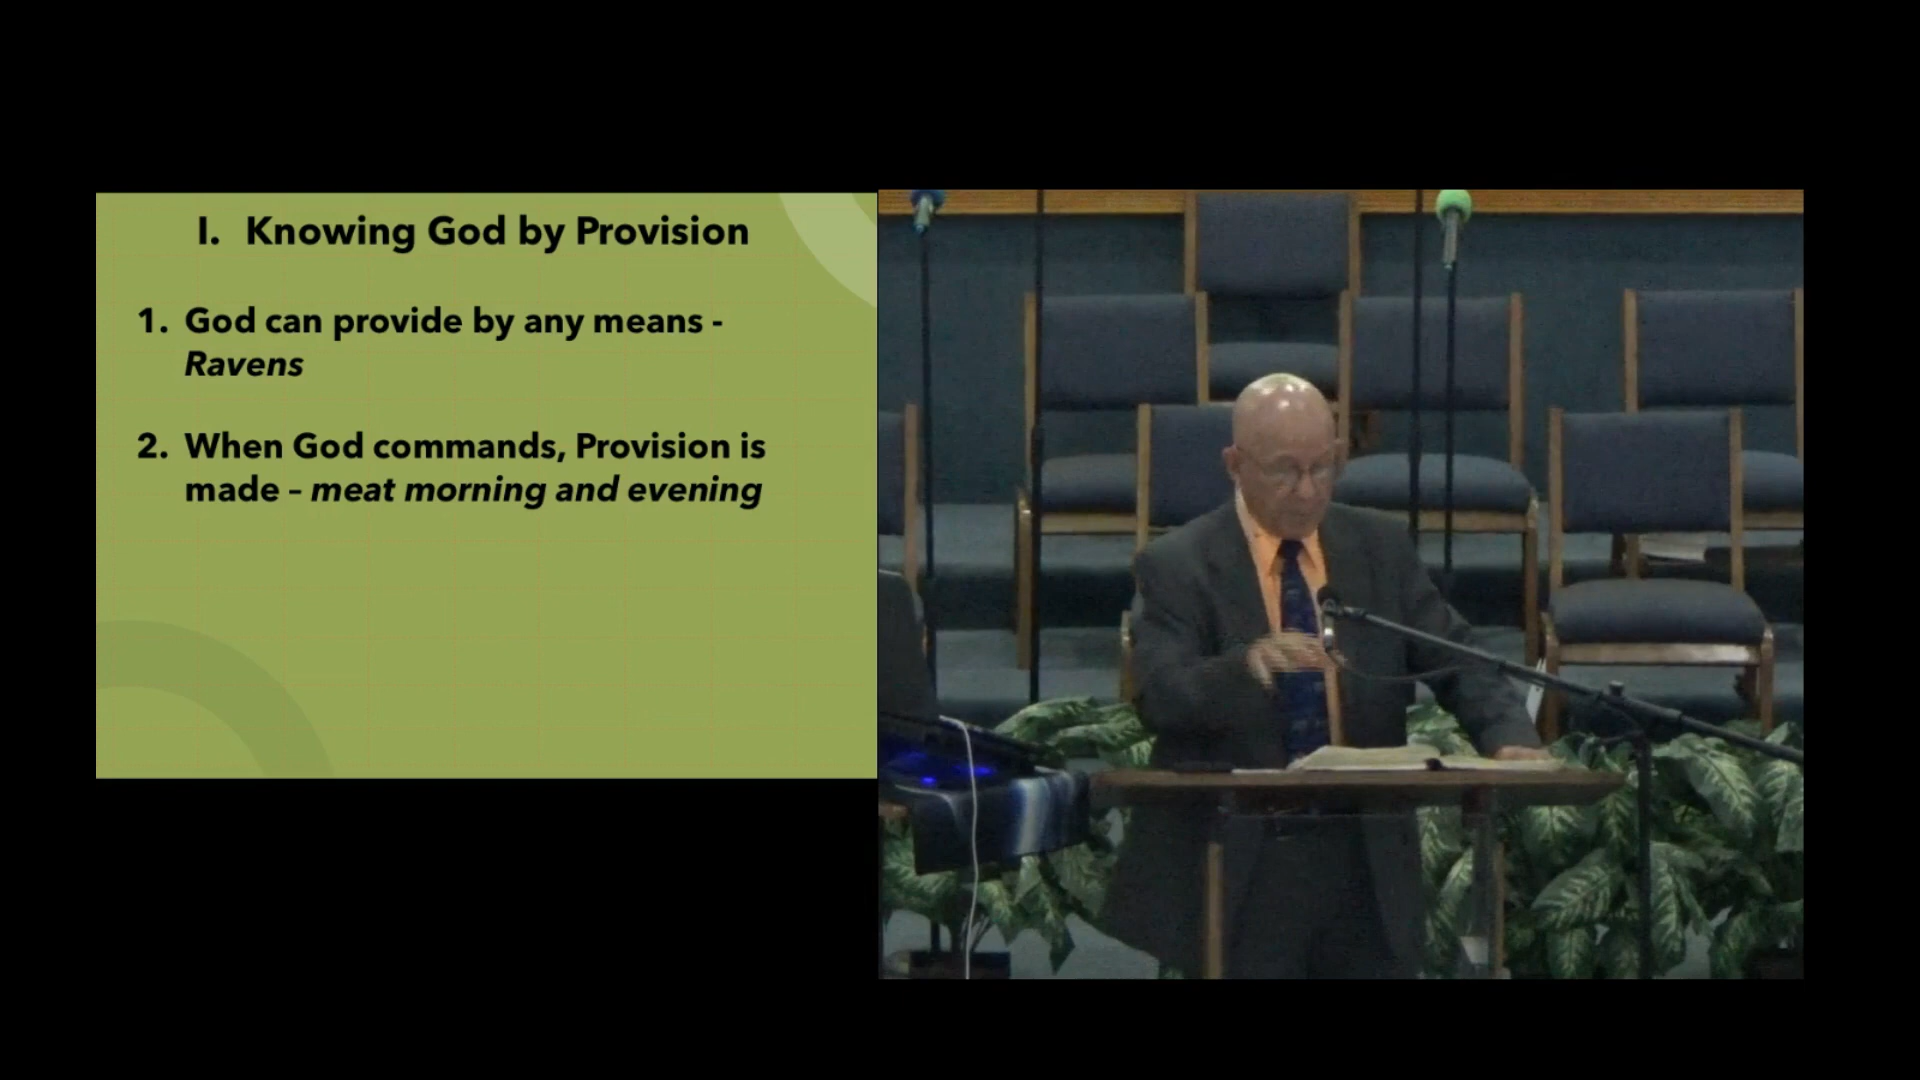 I. Knowing God by Provision
1. God can provide by any means -
Ravens
2. When God commands, Provision is
made – meat morning and evening